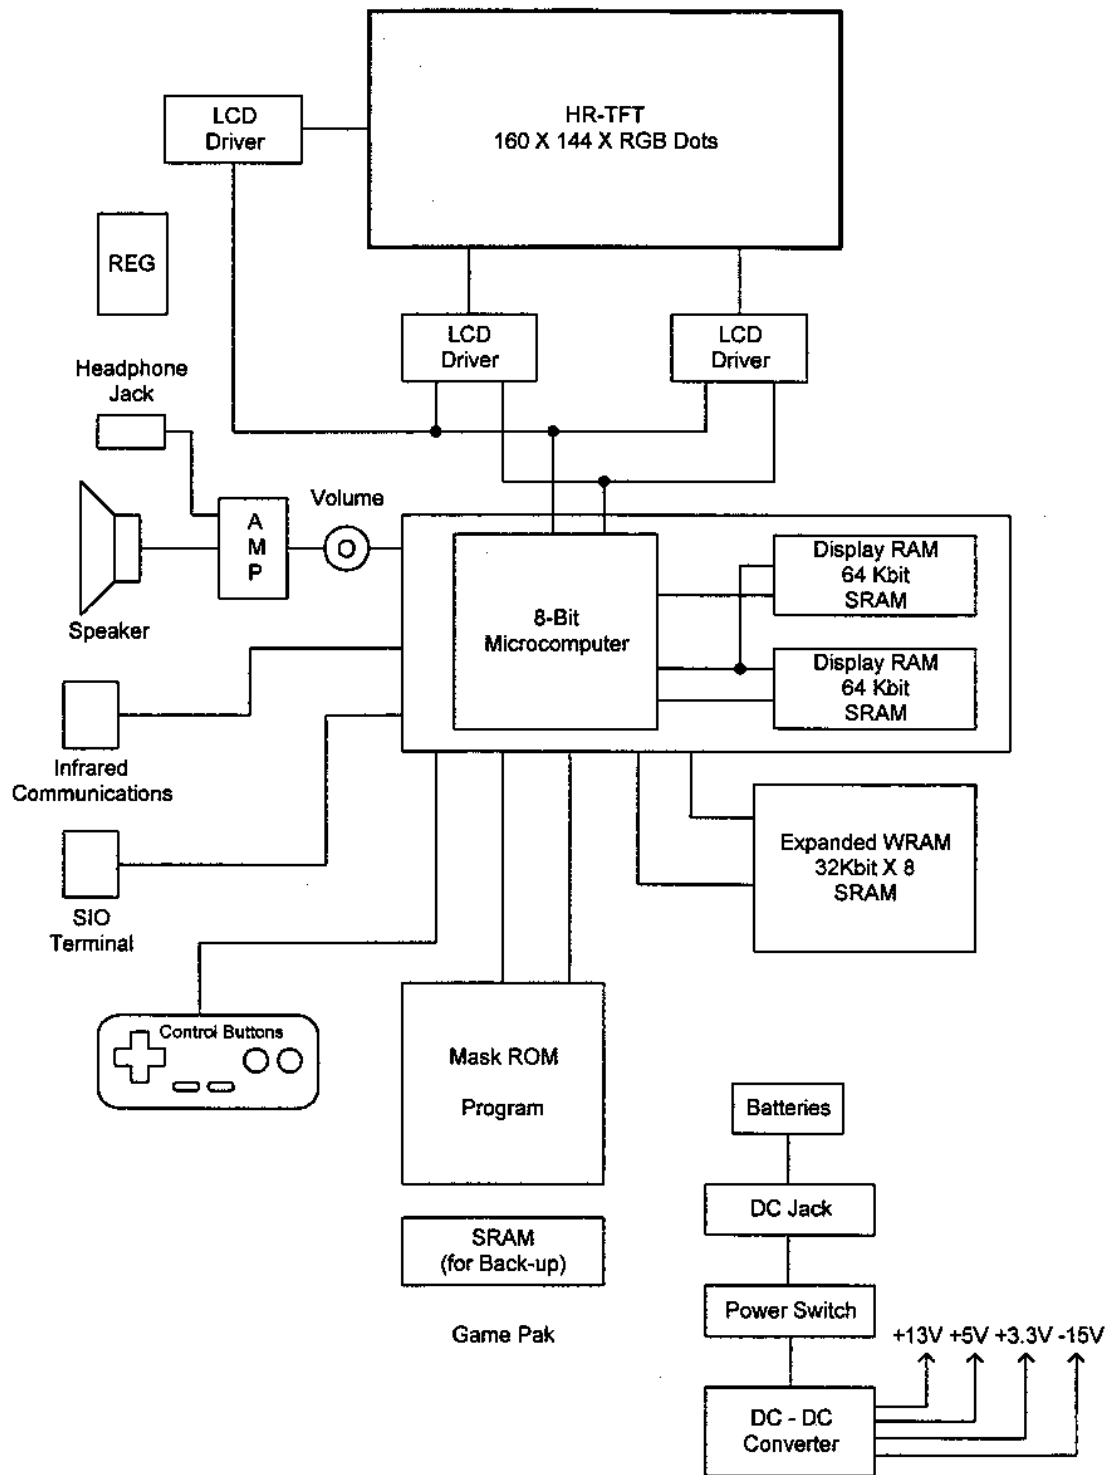 HR-TFT
160 X 144 X RGB Dots
LCD
Driver
REG
LCD
Driver
LCD
Driver
Headphone
Jack
A
M
P
Volume
Speaker
8-Bit
Microcomputer
Display RAM
64 Kbit
SRAM
Display RAM
64 Kbit
SRAM
Infrared
Communications
SIO
Terminal
Expanded WRAM
32Kbit X 8
SRAM
Control Buttons
Mask ROM
Program
SRAM
(for Back-up)
Game Pak
Batteries
DC Jack
Power Switch
+13V +5V +3.3V -15V
DC - DC
Converter